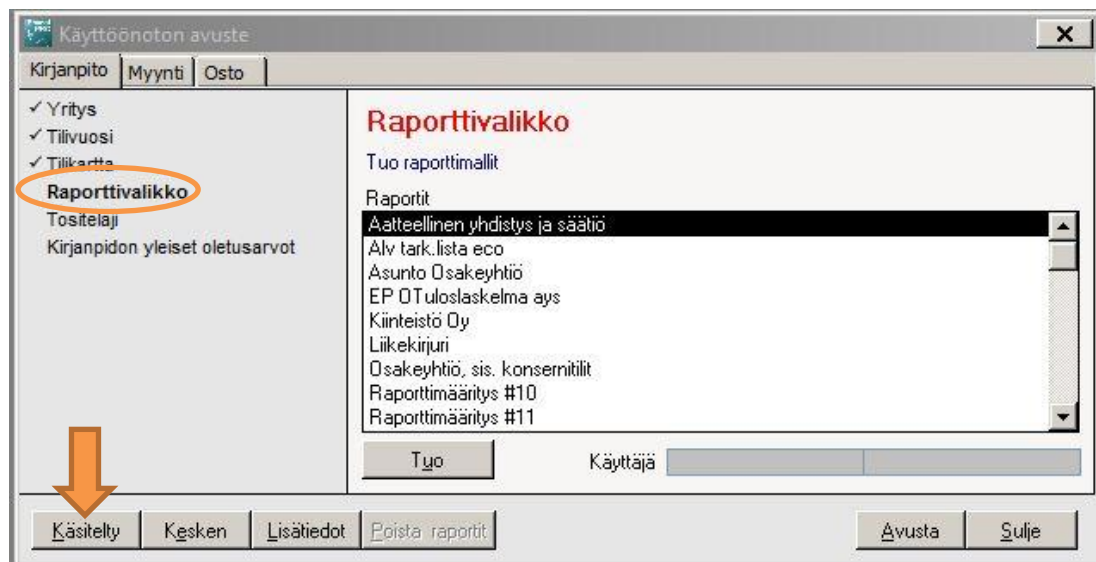 Käyttöönoton avuste
Kirjanpito Myynti Osto
✓ Yritys
✓ Tilivuosi
✓ Tilikartta
Raporttivalikko
Tositelaji
Kirjanpidon yleiset oletusarvot
Raporttivalikko
Tuo raporttimallit
Raportit
Aatteellinen yhdistys ja säätiö
Alv tark.lista eco
Asunto Osakeyhtiö
EP OTuloslaskelma ays
Kiinteistö Oy
Liikekirjuri
Osakeyhtiö, sis. konsernitilit
Raporttimääritys #10
Raporttimääritys #11
Tuo Käyttäjä
Käsitelty Kesken Lisätiedot Poista raportit Avusta Sulje